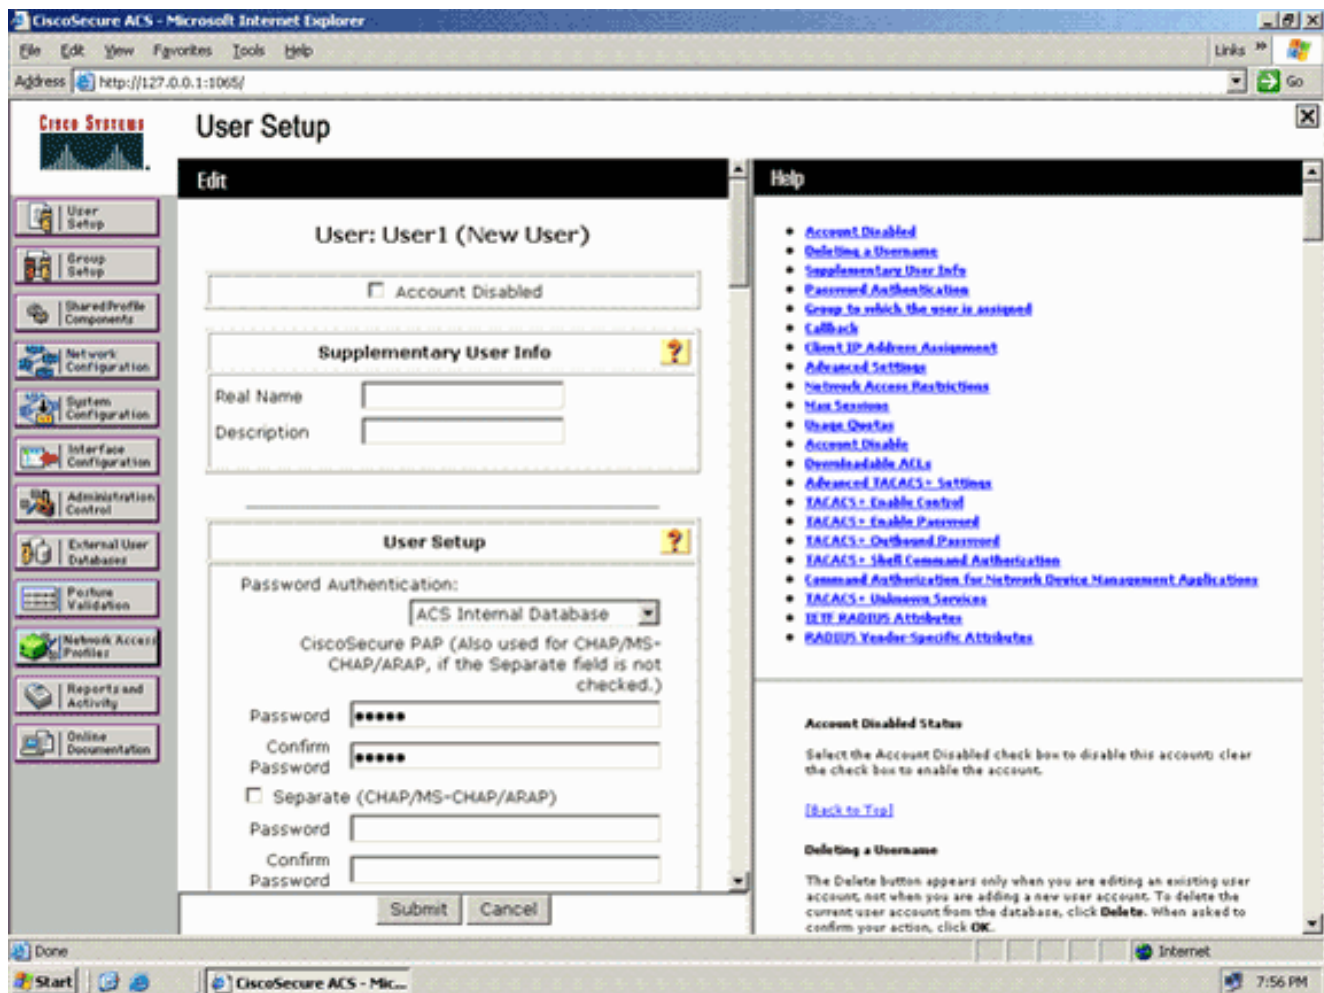 CiscoSecure ACS - Microsoft Internet Explorer
File Edit View Favorites Tools Help
Links »
Address http://127.0.0.1:1065/
Go
CISCO SYSTEMS
User Setup
User Setup
Group Setup
Shared Profile Components
Network Configuration
System Configuration
Interface Configuration
Administration Control
External User Databases
Posture Validation
Network Access Profiles
Reports and Activity
Online Documentation
Edit
User: User1 (New User)
Account Disabled
Supplementary User Info
?
Real Name
Description
User Setup
?
Password Authentication:
ACS Internal Database
CiscoSecure PAP (Also used for CHAP/MS-
CHAP/ARAP, if the Separate field is not
checked.)
Password •••••
Confirm
Password •••••
Separate (CHAP/MS-CHAP/ARAP)
Password
Confirm
Password
Submit Cancel
Help
Account Disabled
Deleting a Username
Supplementary User Info
Password Authentication
Group to which the user is assigned
Callback
Client IP Address Assignment
Advanced Settings
Network Access Restrictions
Max Sessions
Usage Quotas
Account Disable
Downloadable ACLs
Advanced TACACS+ Settings
TACACS+ Enable Control
TACACS+ Enable Password
TACACS+ Outbound Password
TACACS+ Shell Command Authorization
Command Authorization for Network Device Management Applications
TACACS+ Unknown Services
IETF RADIUS Attributes
RADIUS Vendor-Specific Attributes
Account Disabled Status
Select the Account Disabled check box to disable this account; clear
the check box to enable the account.
[Back to Top]
Deleting a Username
The Delete button appears only when you are editing an existing user
account, not when you are adding a new user account. To delete the
current user account from the database, click Delete. When asked to
confirm your action, click OK.
Done
Internet
Start
CiscoSecure ACS - Mic...
7:56 PM